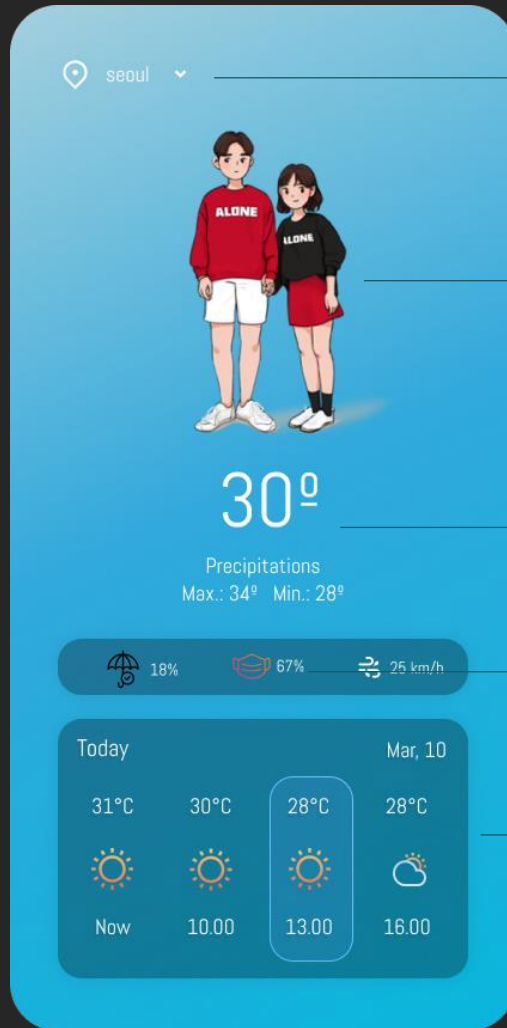 seoul
ALONE
ALONE
30º
Precipitations
Max.: 34º Min.: 28º
18% 67% 25 km/h
Today Mar, 10
31°C 30°C 28°C 28°C
Now 10.00 13.00 16.00